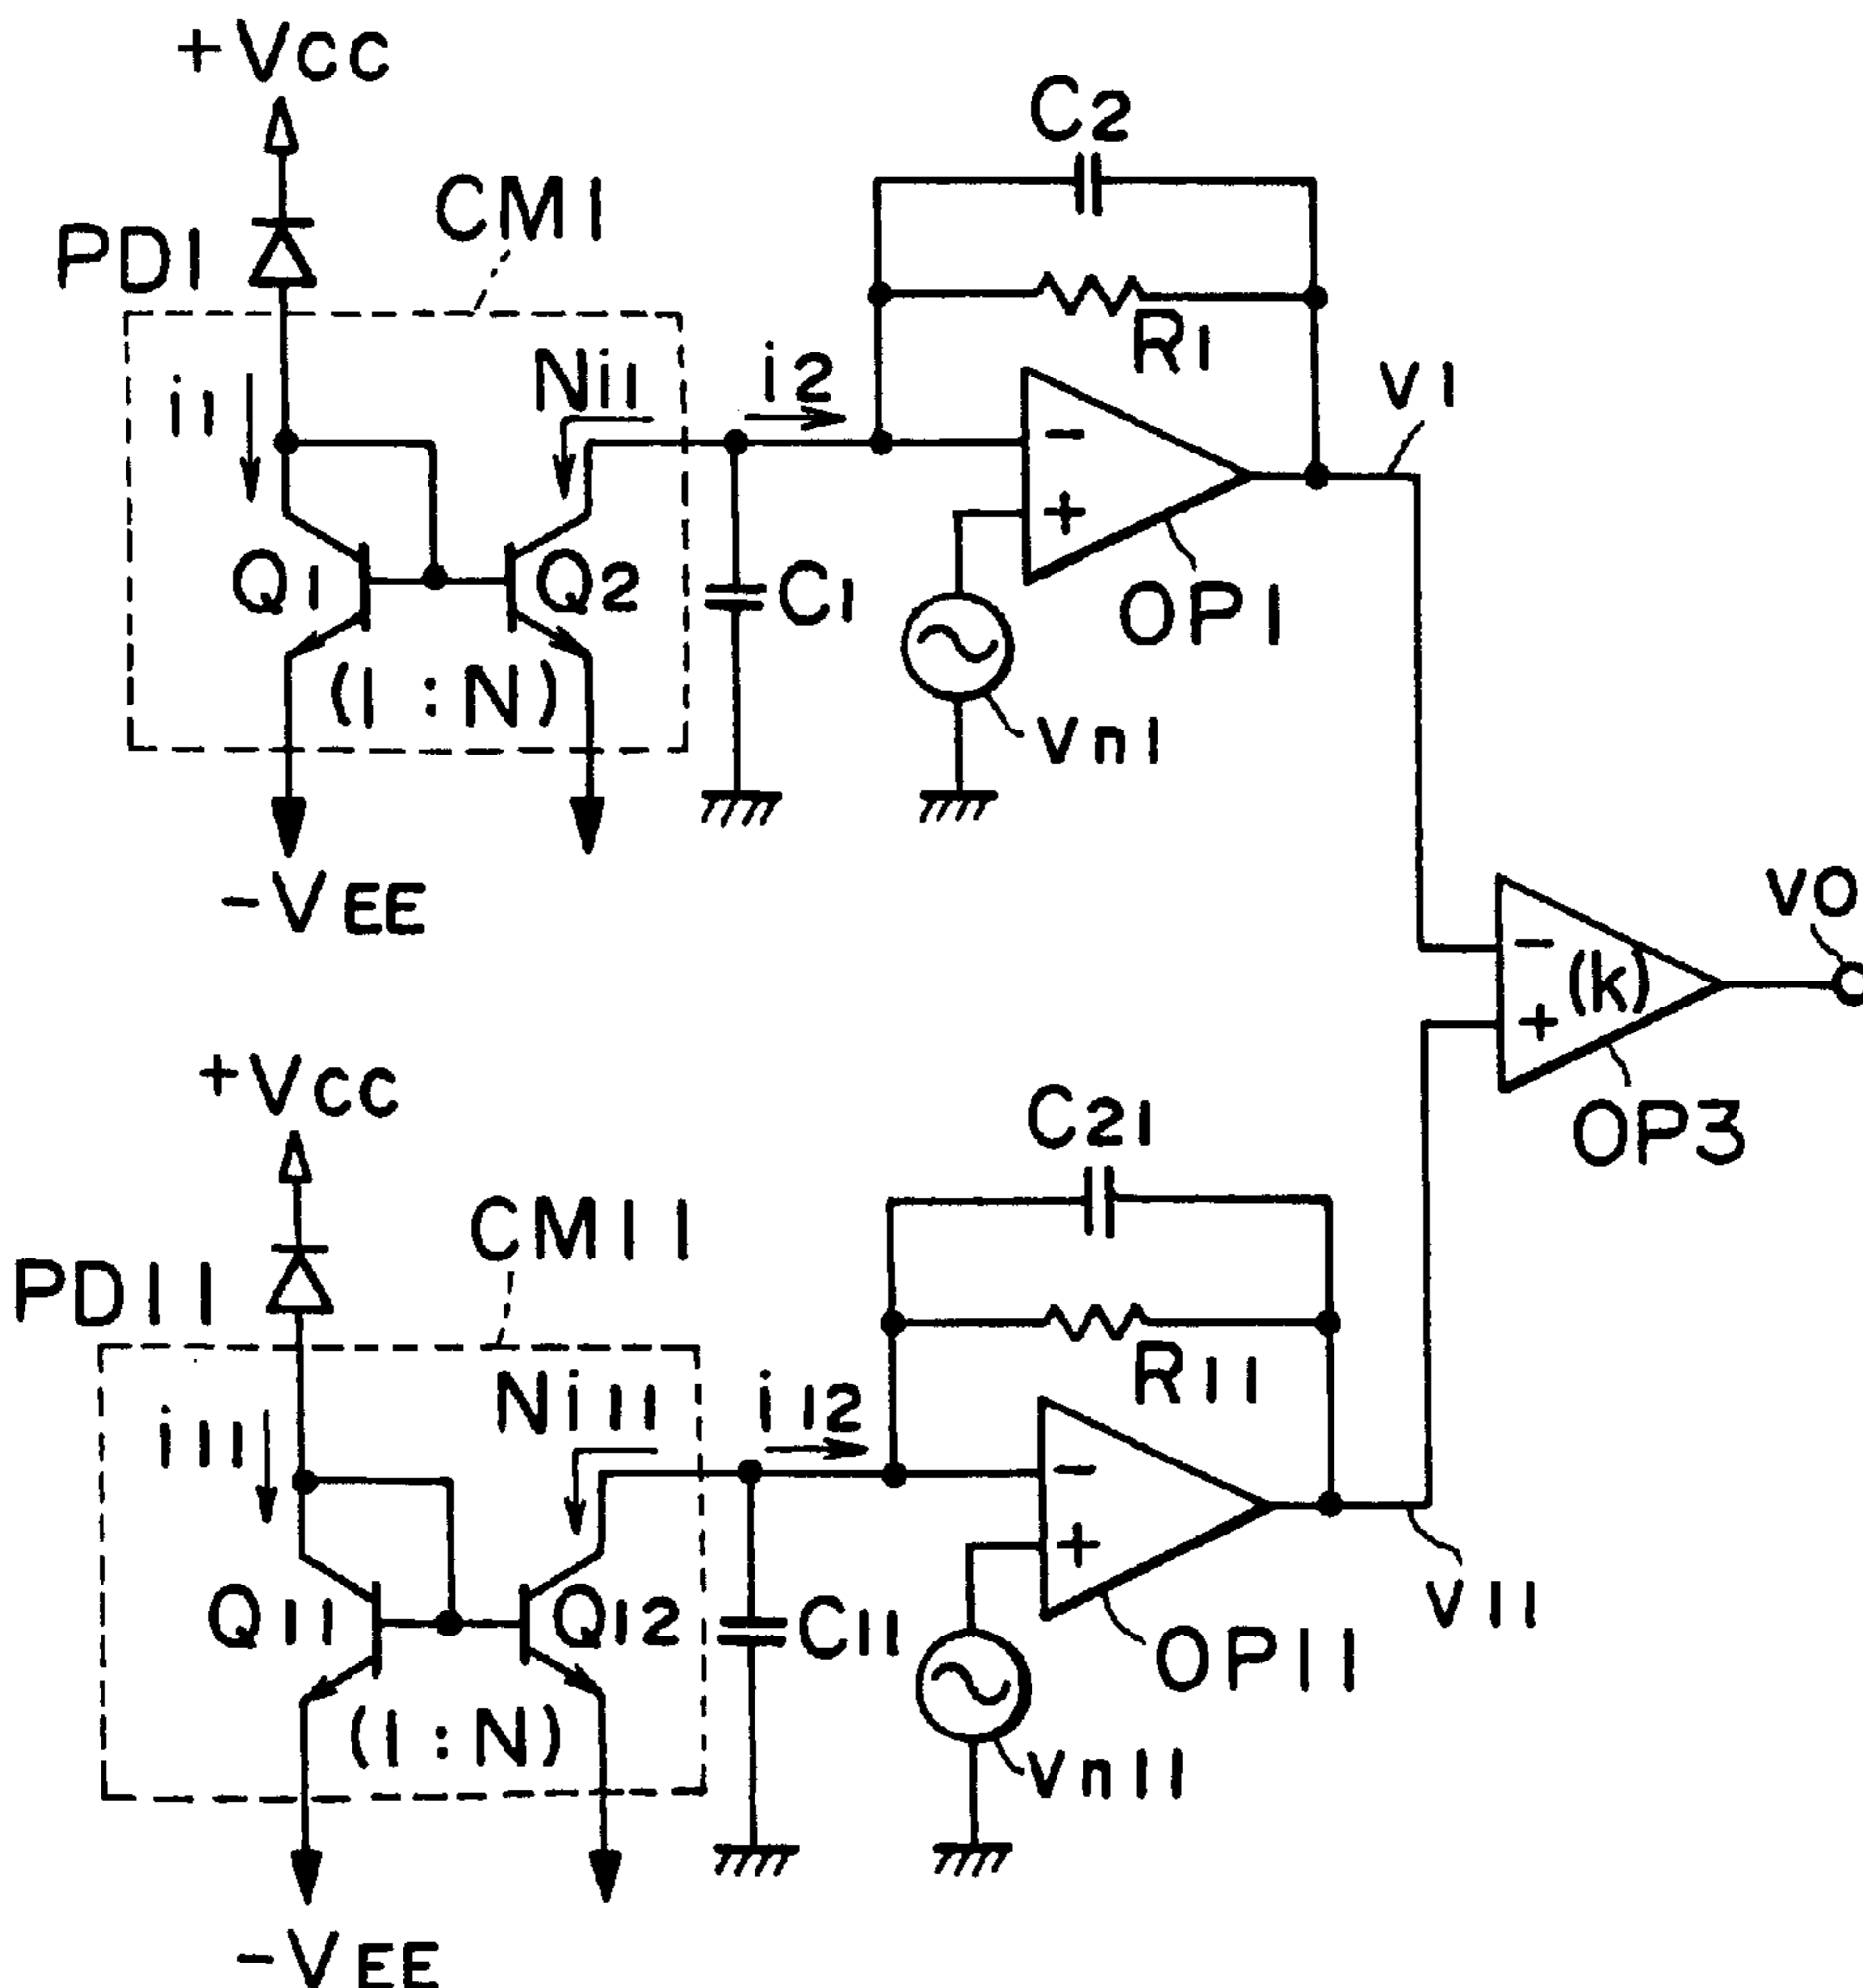 +VCC
C2
CM1
PD1
R1
i1
Ni1
i2
v1
−
+
Q1
Q2
C1
OP1
(1:N)
Vn1
−VEE
vo
−
(k)
+
OP3
+VCC
C21
CM11
PD11
R11
i11
Ni11
i12
−
+
Q11
Q12
C11
v11
OP11
(1:N)
Vn11
−VEE